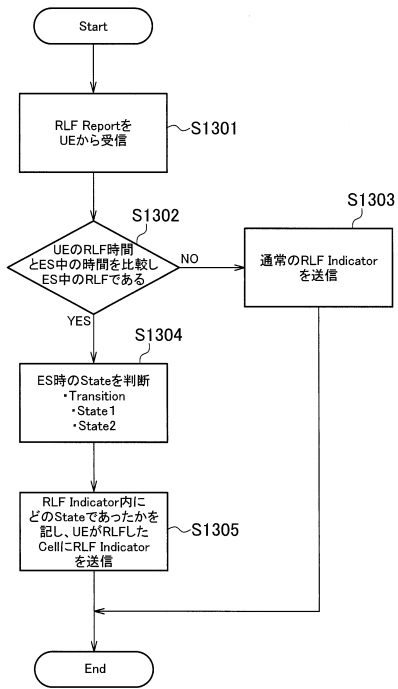 Start
RLF Reportを
UEから受信
S1301
S1302
UEのRLF時間
とES中の時間を比較し
ES中のRLFである
NO
YES
S1303
通常のRLF Indicator
を送信
S1304
ES時のStateを判断
・Transition
・State1
・State2
RLF Indicator内に
どのStateであったかを
記し、UEがRLFした
CellにRLF Indicator
を送信
S1305
End